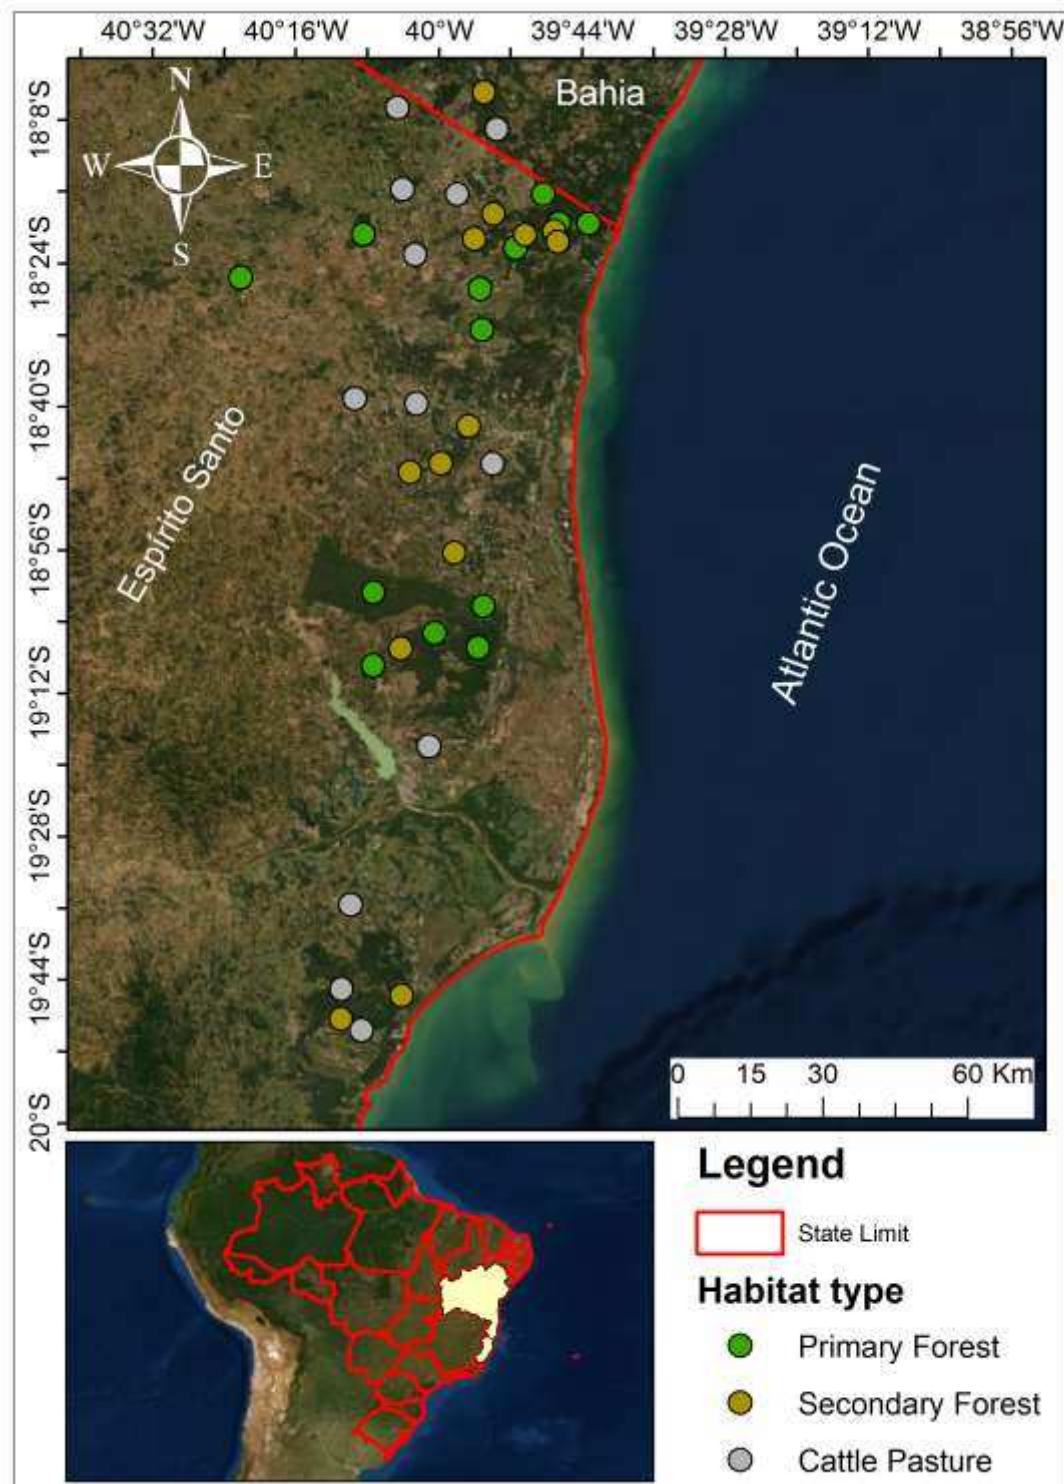 40°32'W 40°16'W 40°0'W 39°44'W 39°28'W 39°12'W 38°56'W
18°8'S
18°24'S
18°40'S
18°56'S
19°12'S
19°28'S
19°44'S
20°S
N
W E
S
Bahia
Espírito Santo
Atlantic Ocean
0 15 30 60 Km
Legend
State Limit
Habitat type
Primary Forest
Secondary Forest
Cattle Pasture